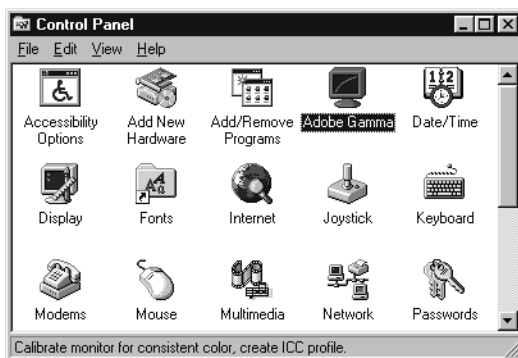 Control Panel
File Edit View Help
Accessibility Options
Add New Hardware
Add/Remove Programs
Adobe Gamma
Date/Time
Display
Fonts
Internet
Joystick
Keyboard
Modems
Mouse
Multimedia
Network
Passwords
Calibrate monitor for consistent color, create ICC profile.